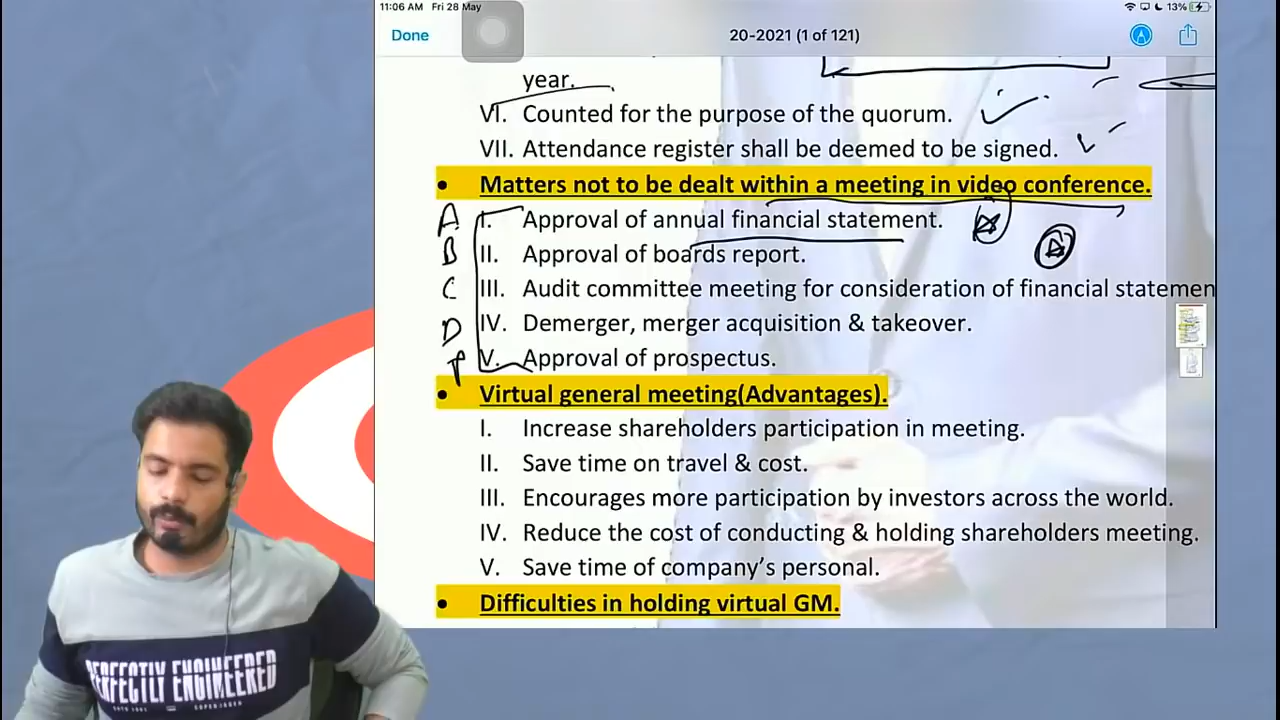 11:06 AM Fri 28 May
13%
Done
20-2021 (1 of 121)
year.
VI. Counted for the purpose of the quorum.
VII. Attendance register shall be deemed to be signed.
• Matters not to be dealt within a meeting in video conference.
A I. Approval of annual financial statement.
B II. Approval of boards report.
C III. Audit committee meeting for consideration of financial statemen
D IV. Demerger, merger acquisition & takeover.
P V. Approval of prospectus.
• Virtual general meeting(Advantages).
I. Increase shareholders participation in meeting.
II. Save time on travel & cost.
III. Encourages more participation by investors across the world.
IV. Reduce the cost of conducting & holding shareholders meeting.
V. Save time of company's personal.
• Difficulties in holding virtual GM.
PERFECTLY ENGINEERED